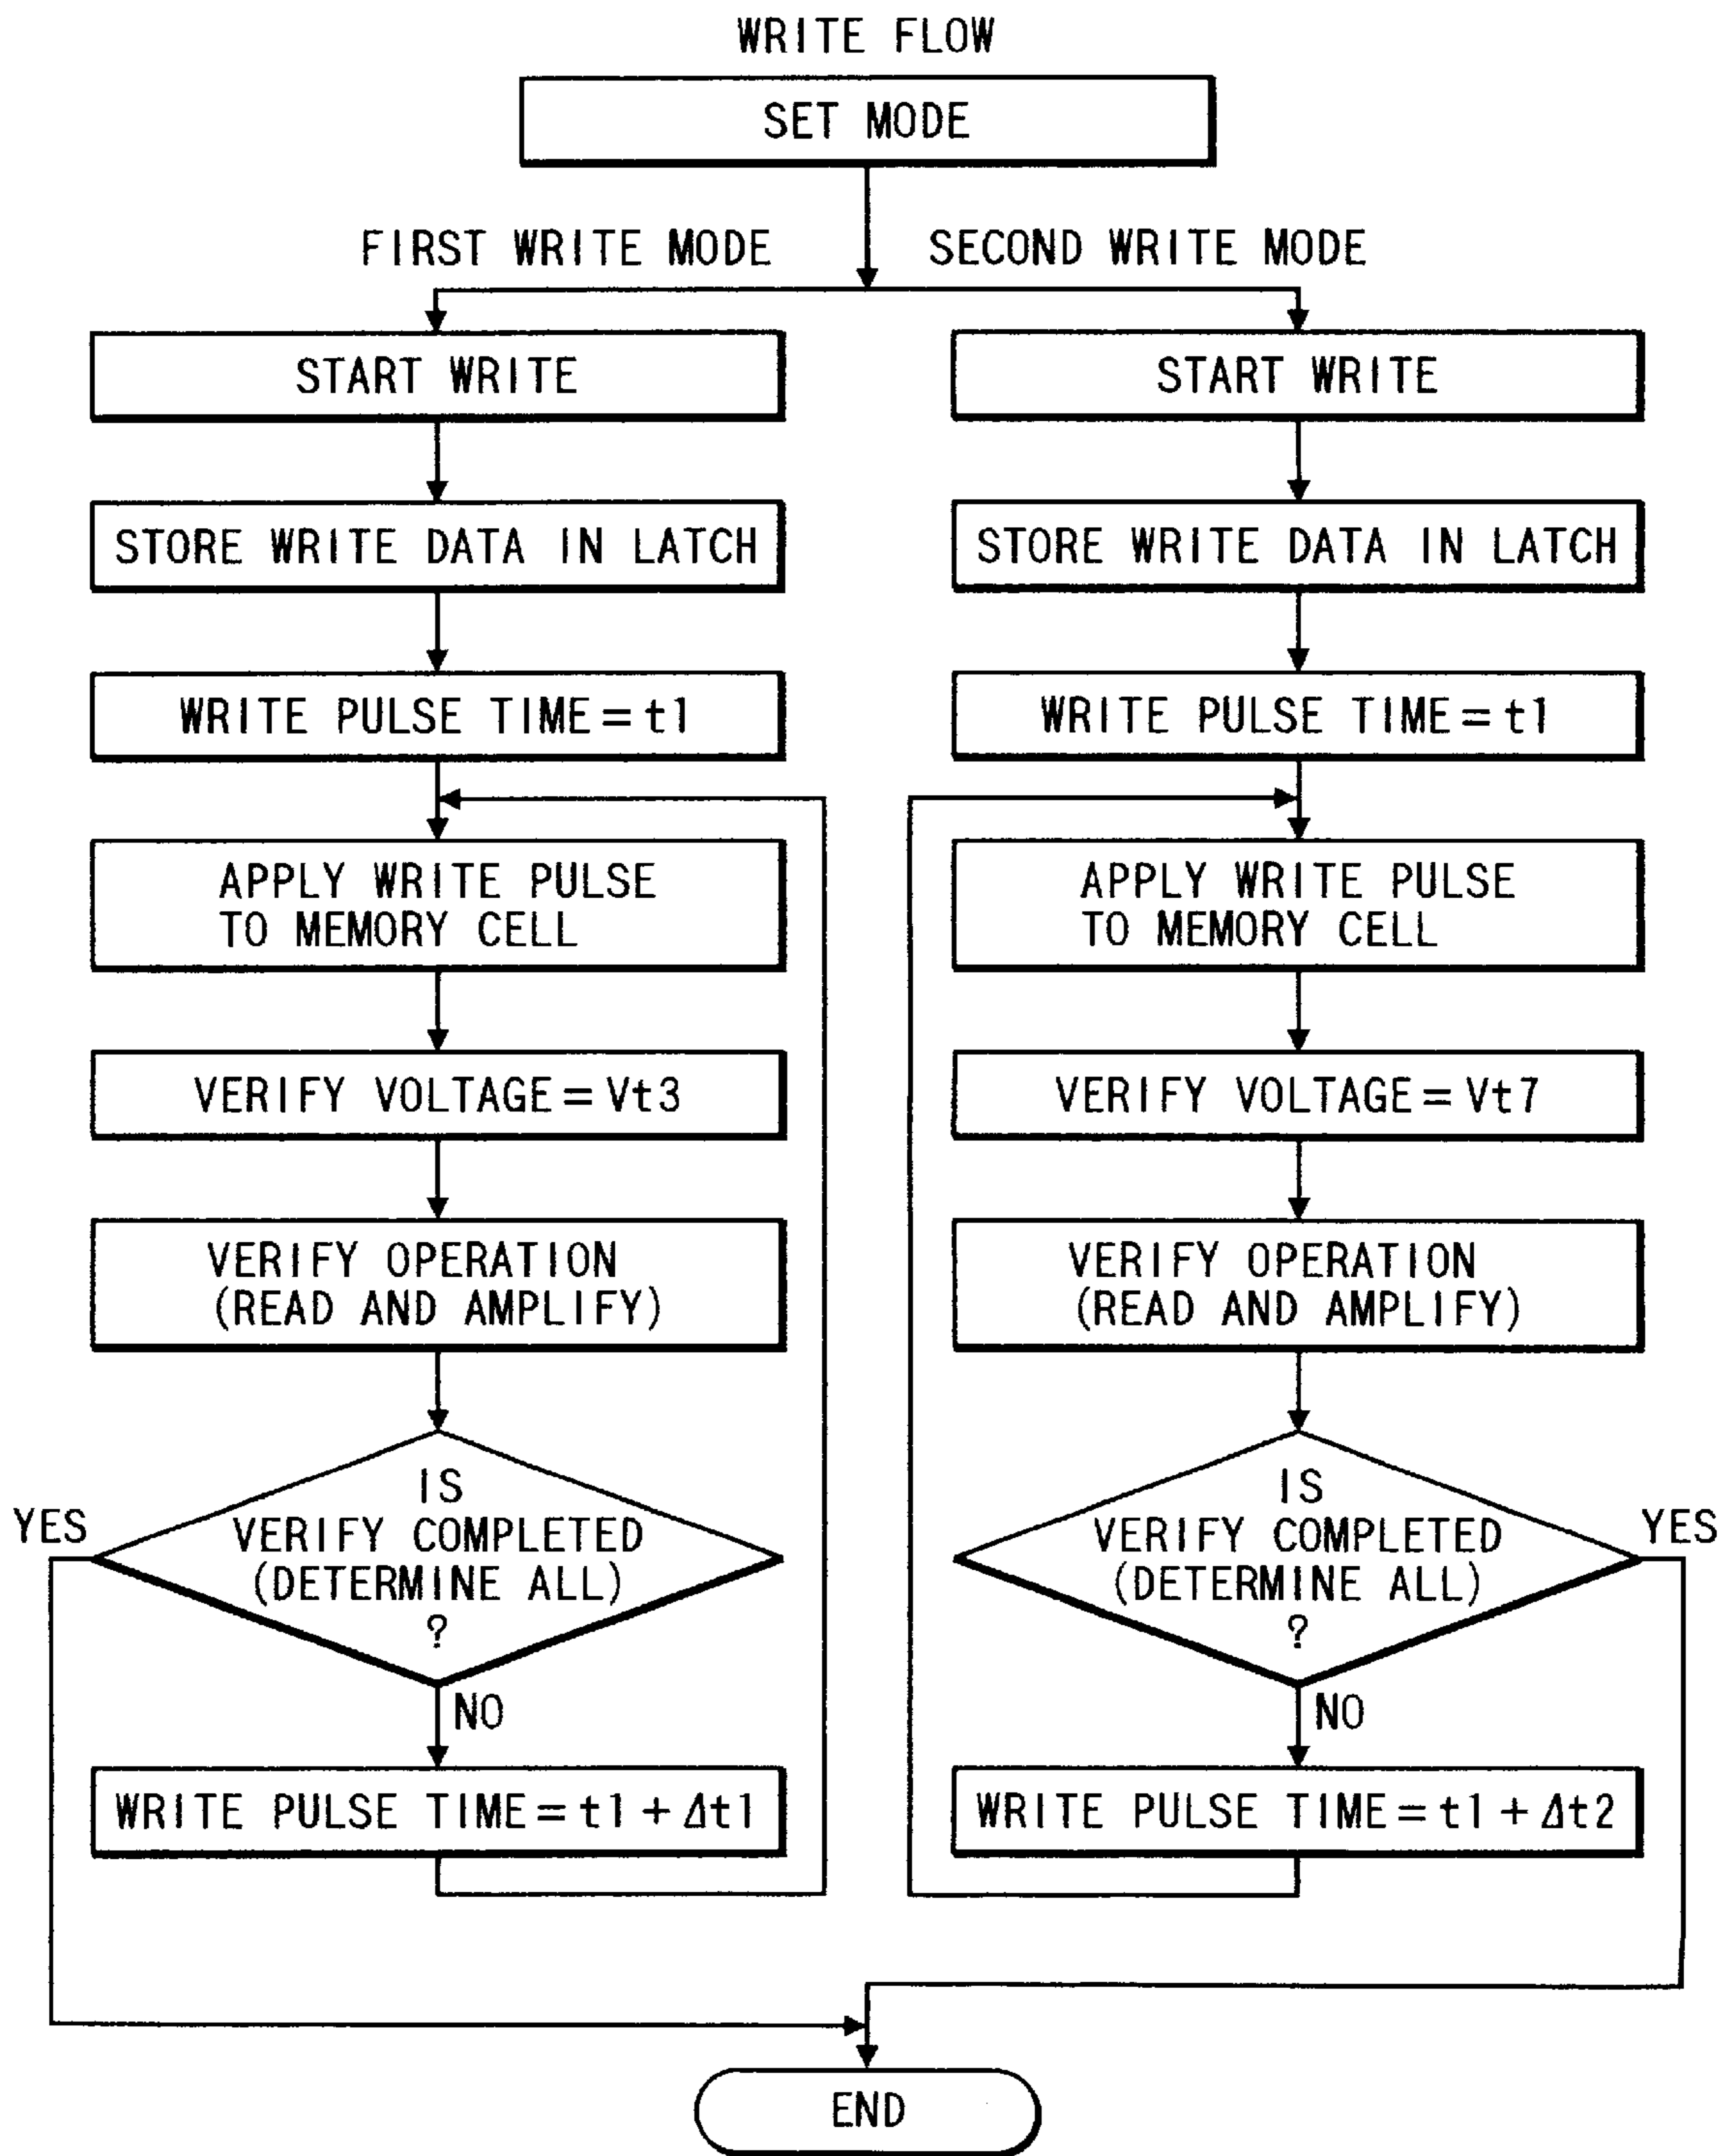 WRITE FLOW
SET MODE
FIRST WRITE MODE
SECOND WRITE MODE
START WRITE
STORE WRITE DATA IN LATCH
WRITE PULSE TIME = t1
APPLY WRITE PULSE
TO MEMORY CELL
VERIFY VOLTAGE = Vt3
VERIFY OPERATION
(READ AND AMPLIFY)
IS
VERIFY COMPLETED
(DETERMINE ALL)
?
YES
NO
WRITE PULSE TIME = t1 + Δt1
START WRITE
STORE WRITE DATA IN LATCH
WRITE PULSE TIME = t1
APPLY WRITE PULSE
TO MEMORY CELL
VERIFY VOLTAGE = Vt7
VERIFY OPERATION
(READ AND AMPLIFY)
IS
VERIFY COMPLETED
(DETERMINE ALL)
?
YES
NO
WRITE PULSE TIME = t1 + Δt2
END